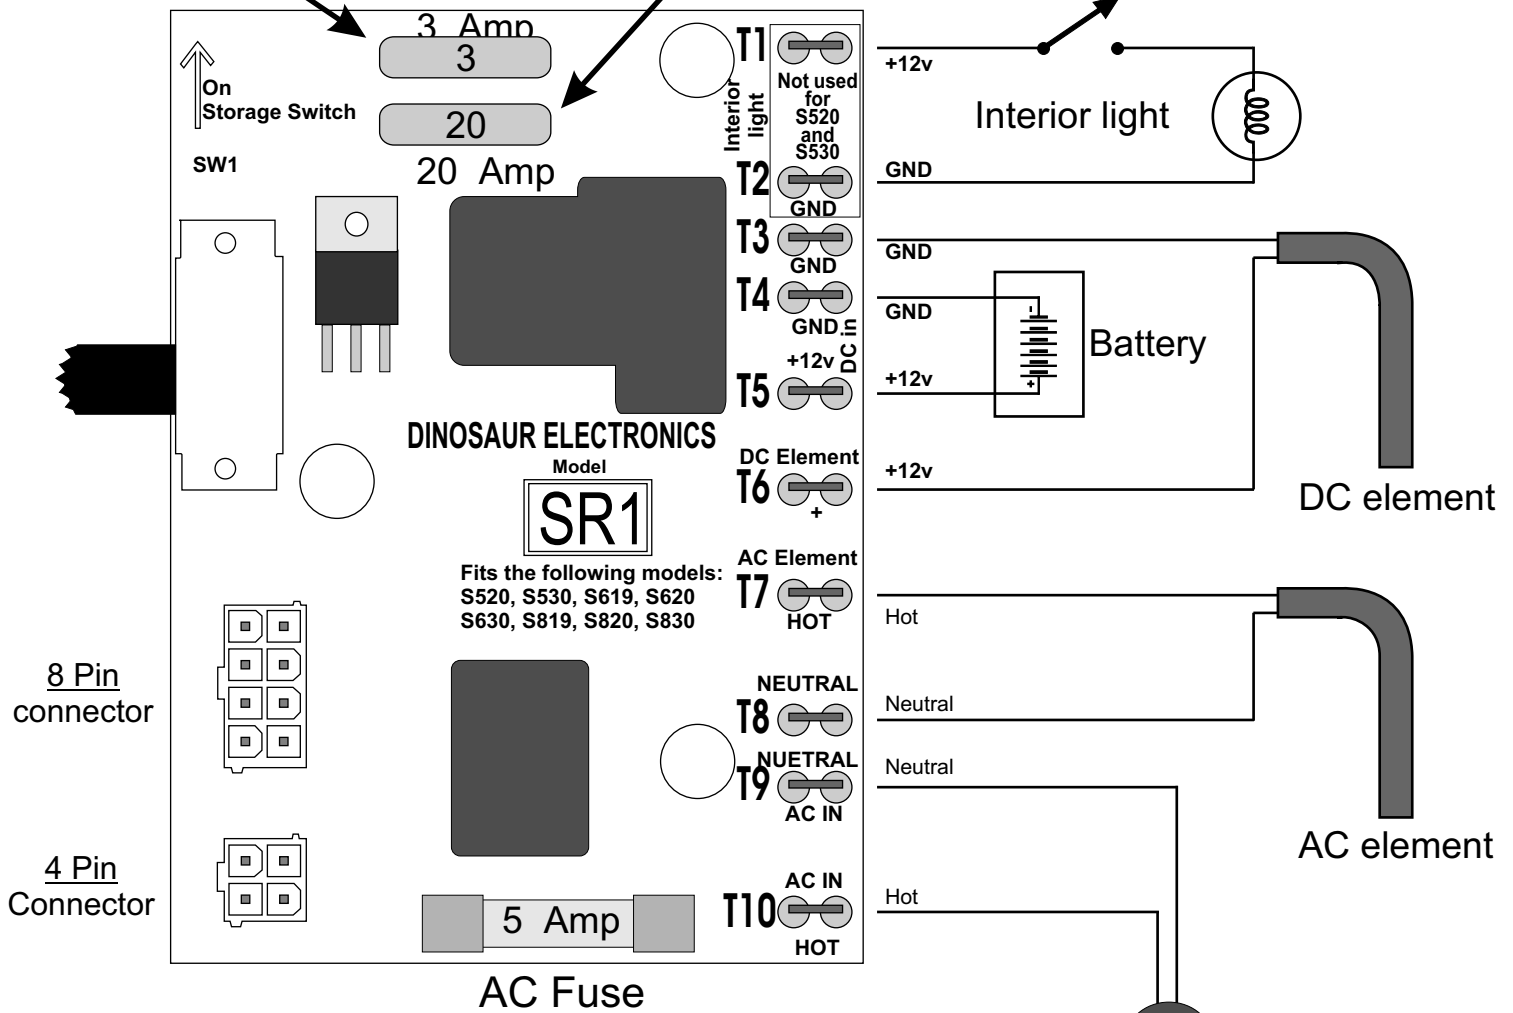 3 Amp
3
20
20 Amp
On
Storage Switch
SW1
T1
Interior
light
Not used
for
S520
and
S530
T2
GND
T3
GND
T4
GND
DC in
+12v
T5
DINOSAUR ELECTRONICS
Model
SR1
Fits the following models:
S520, S530, S619, S620
S630, S819, S820, S830
DC Element
T6
+
AC Element
T7
HOT
NEUTRAL
T8
NUETRAL
T9
AC IN
AC IN
T10
HOT
5 Amp
AC Fuse
8 Pin
connector
4 Pin
Connector
+12v
Interior light
GND
GND
GND
-
Battery
+12v
+
+12v
DC element
Hot
Neutral
Neutral
AC element
Hot